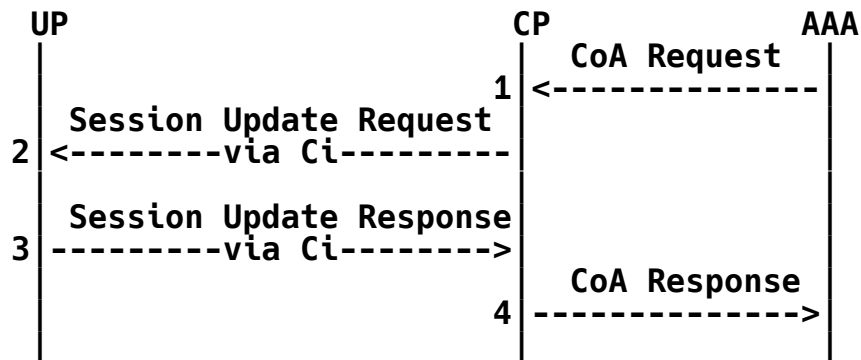 UP CP AAA
CoA Request
1 <--------------
Session Update Request
2 <---------via Ci---------
Session Update Response
3 ---------via Ci-------->
CoA Response
4 -------------->